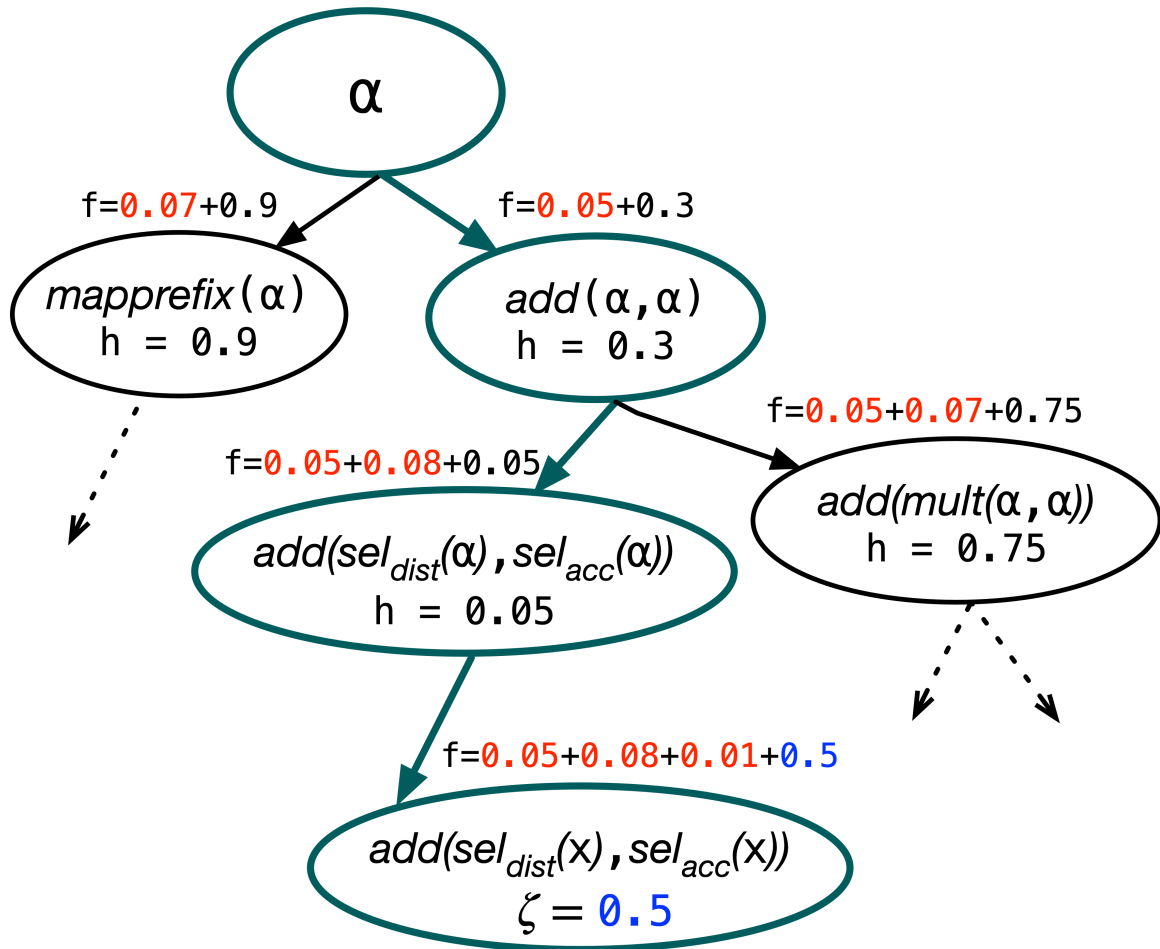 α
f=0.07+0.9
f=0.05+0.3
mapprefix(α)
h = 0.9
add(α,α)
h = 0.3
f=0.05+0.07+0.75
f=0.05+0.08+0.05
add(mult(α,α))
h = 0.75
add(sel_dist(α),sel_acc(α))
h = 0.05
f=0.05+0.08+0.01+0.5
add(sel_dist(x),sel_acc(x))
ζ = 0.5